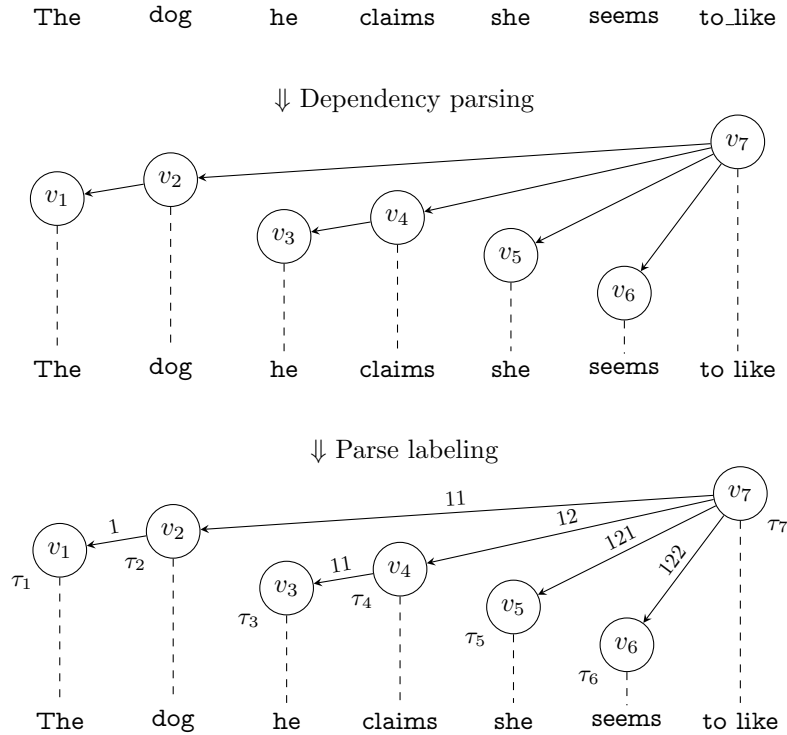 The dog he claims she seems to_like
⇓ Dependency parsing
v7
v2
v1
v4
v3
v5
v6
The dog he claims she seems to like
⇓ Parse labeling
v7
11
12
τ7
v2
1
121
v1
τ2
11
v4
122
τ1
v3
τ4
v5
τ3
τ5
v6
τ6
The dog he claims she seems to like